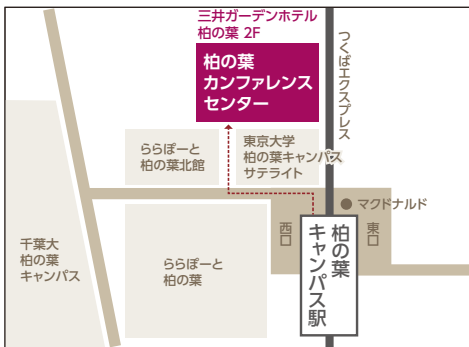 三井ガーデンホテル
柏の葉 2F
柏の葉
カンファレンス
センター
つくばエクスプレス
ららぽーと
柏の葉北館
東京大学
柏の葉キャンパス
サテライト
マクドナルド
西口
東口
柏の葉
キャンパス駅
千葉大
柏の葉
キャンパス
ららぽーと
柏の葉